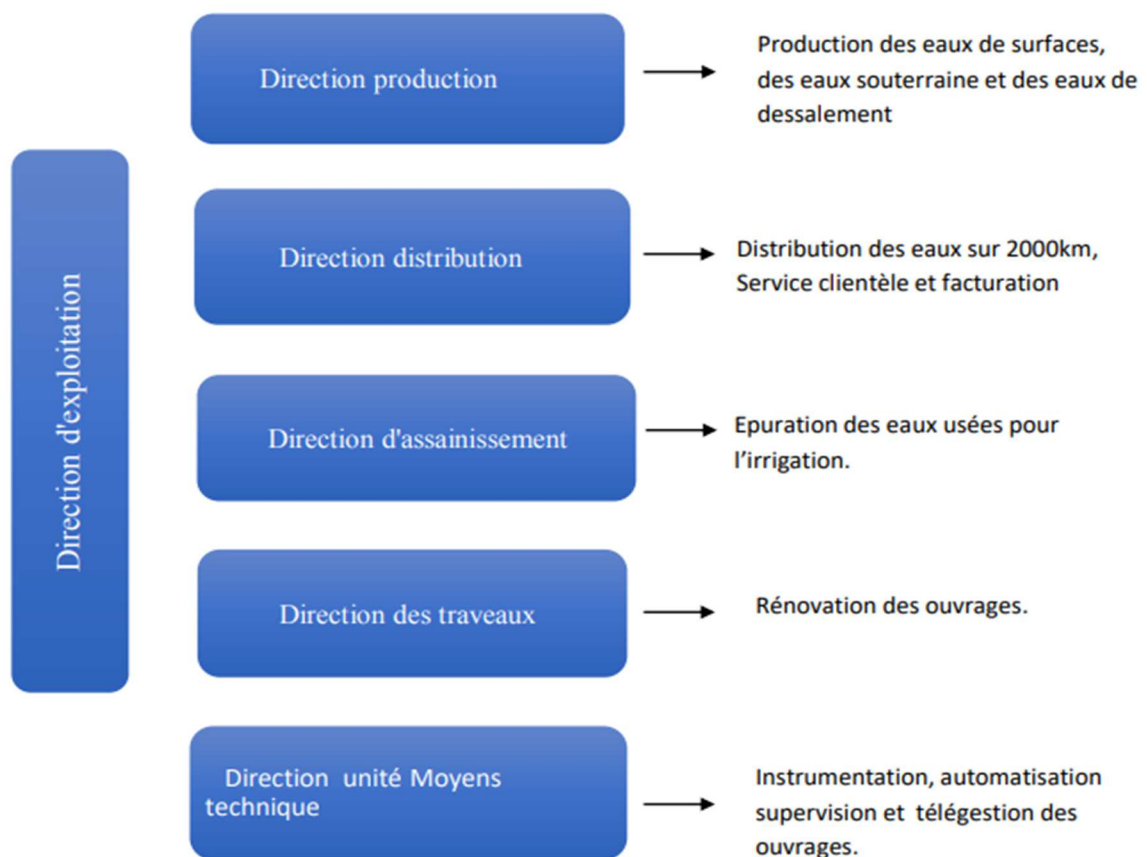 Direction d'exploitation
Direction production
Production des eaux de surfaces,
des eaux souterraine et des eaux de
dessalement
Direction distribution
Distribution des eaux sur 2000km,
Service clientèle et facturation
Direction d'assainissement
Epuration des eaux usées pour
l’irrigation.
Direction des traveaux
Rénovation des ouvrages.
Direction unité Moyens
technique
Instrumentation, automatisation
supervision et télégestion des
ouvrages.